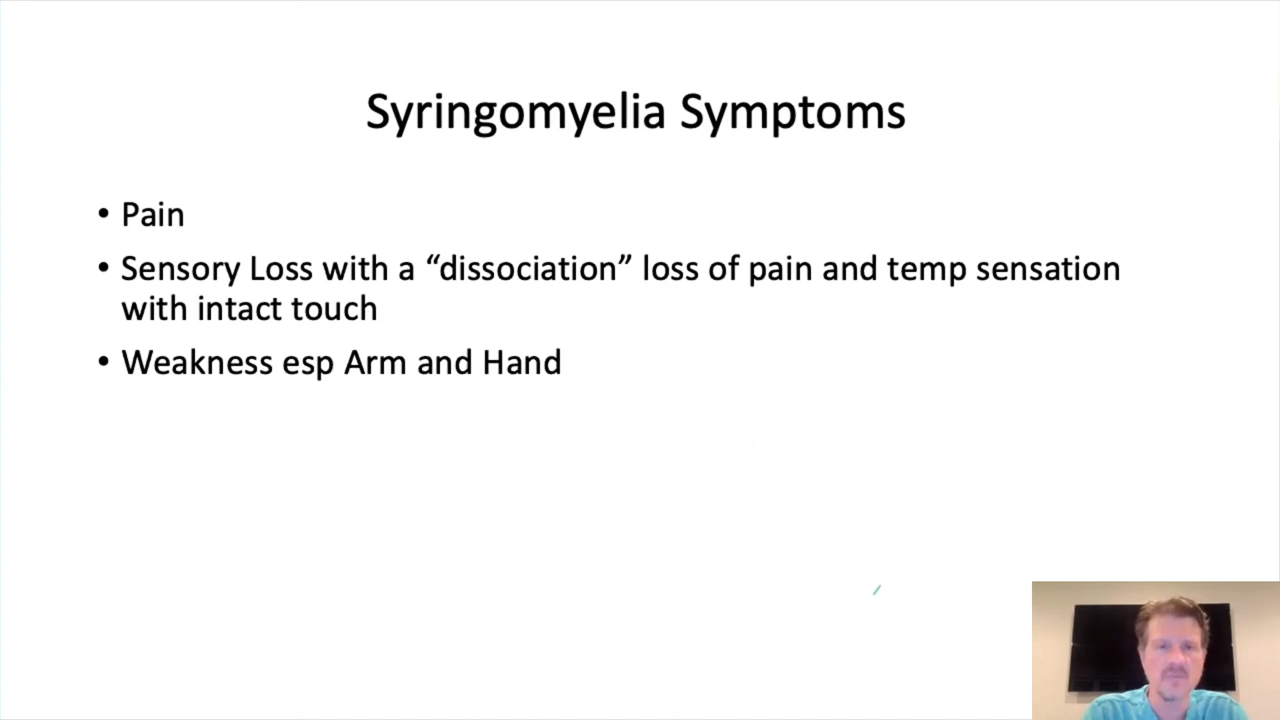 Syringomyelia Symptoms
• Pain
• Sensory Loss with a “dissociation” loss of pain and temp sensation
with intact touch
• Weakness esp Arm and Hand